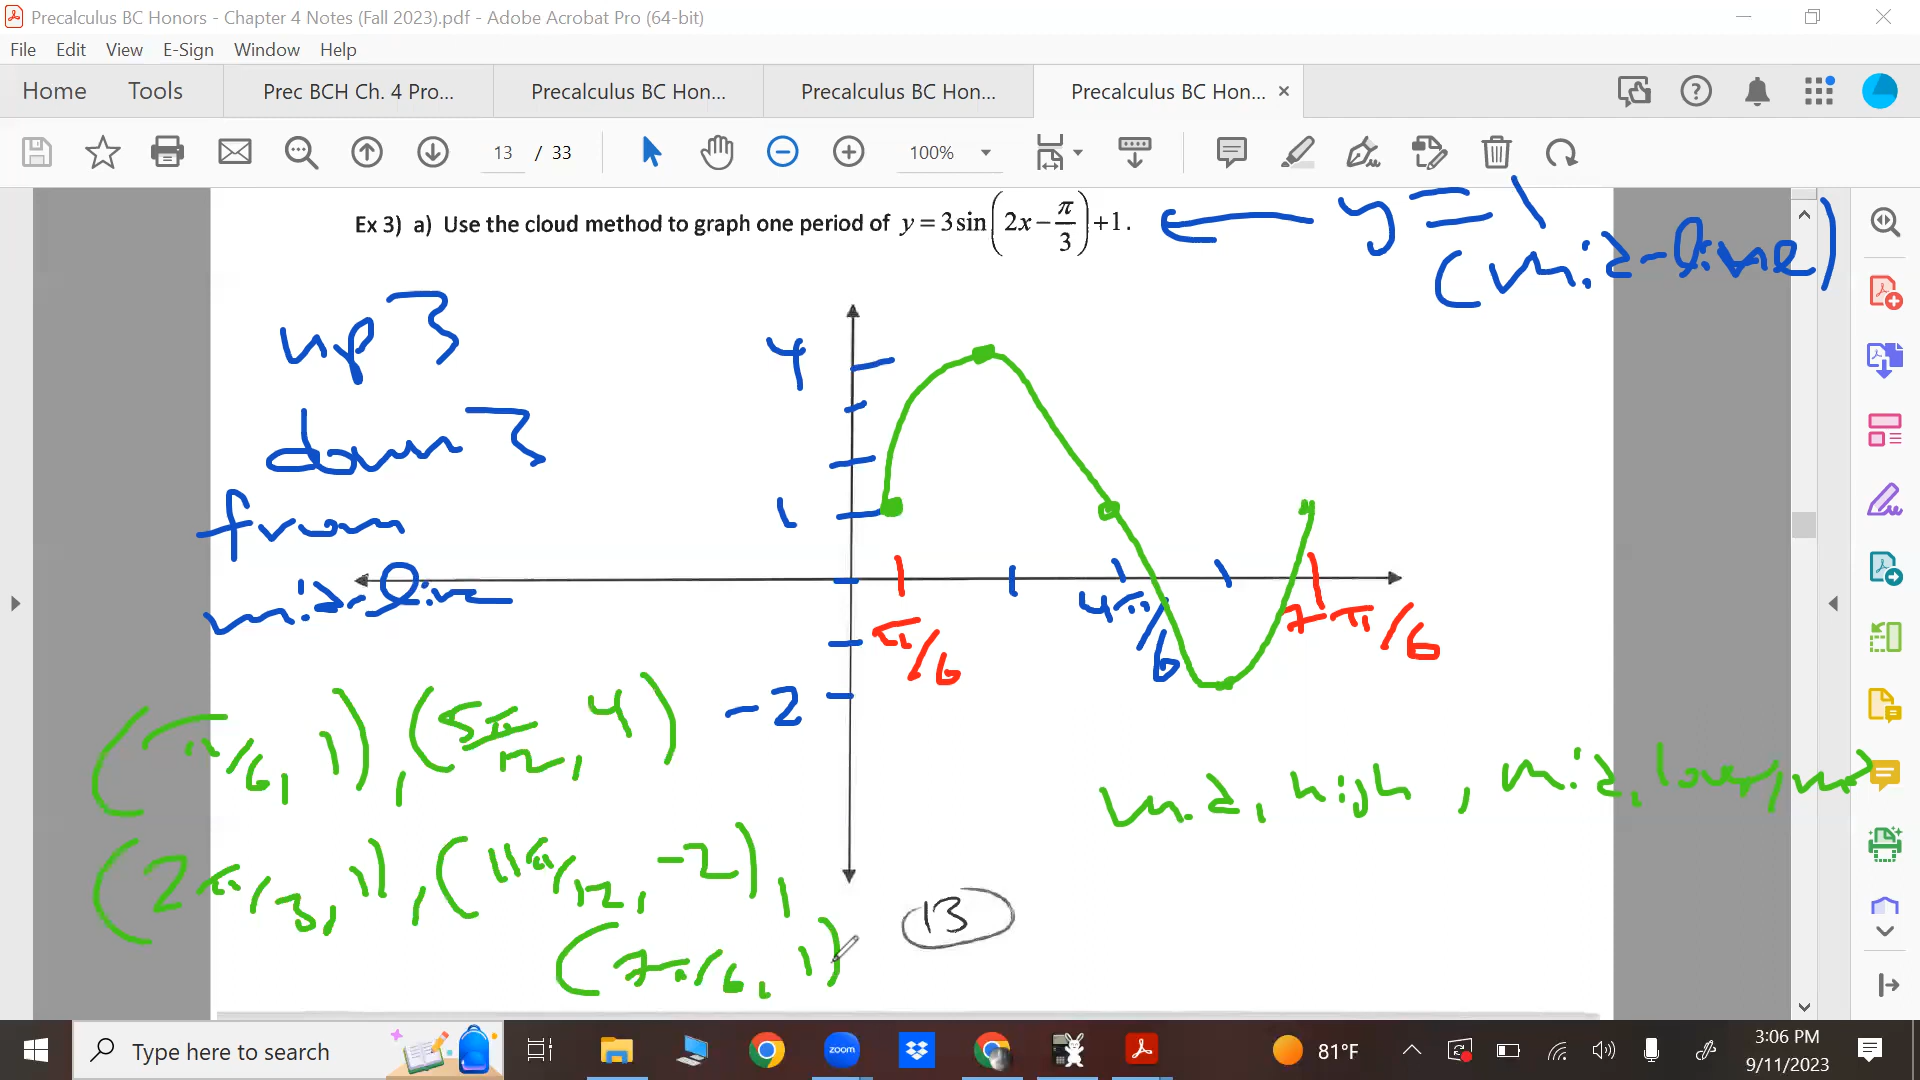 Precalculus BC Honors - Chapter 4 Notes (Fall 2023).pdf - Adobe Acrobat Pro (64-bit)
File Edit View E-Sign Window Help
Home Tools Prec BCH Ch. 4 Pro... Precalculus BC Hon... Precalculus BC Hon... Precalculus BC Hon... ×
13 / 33 100%
Ex 3) a) Use the cloud method to graph one period of y = 3 sin(2x - π/3) + 1.
y = 1
(mid-line)
up 3
down 3
from
mid-line
4
1
-2
π/6
4π/6
7π/6
(π/6, 1), (5π/12, 4)
(2π/3, 1), (11π/12, -2),
(7π/6, 1)
mid, high, mid, low, mid
13
Type here to search
zoom
81°F
3:06 PM
9/11/2023